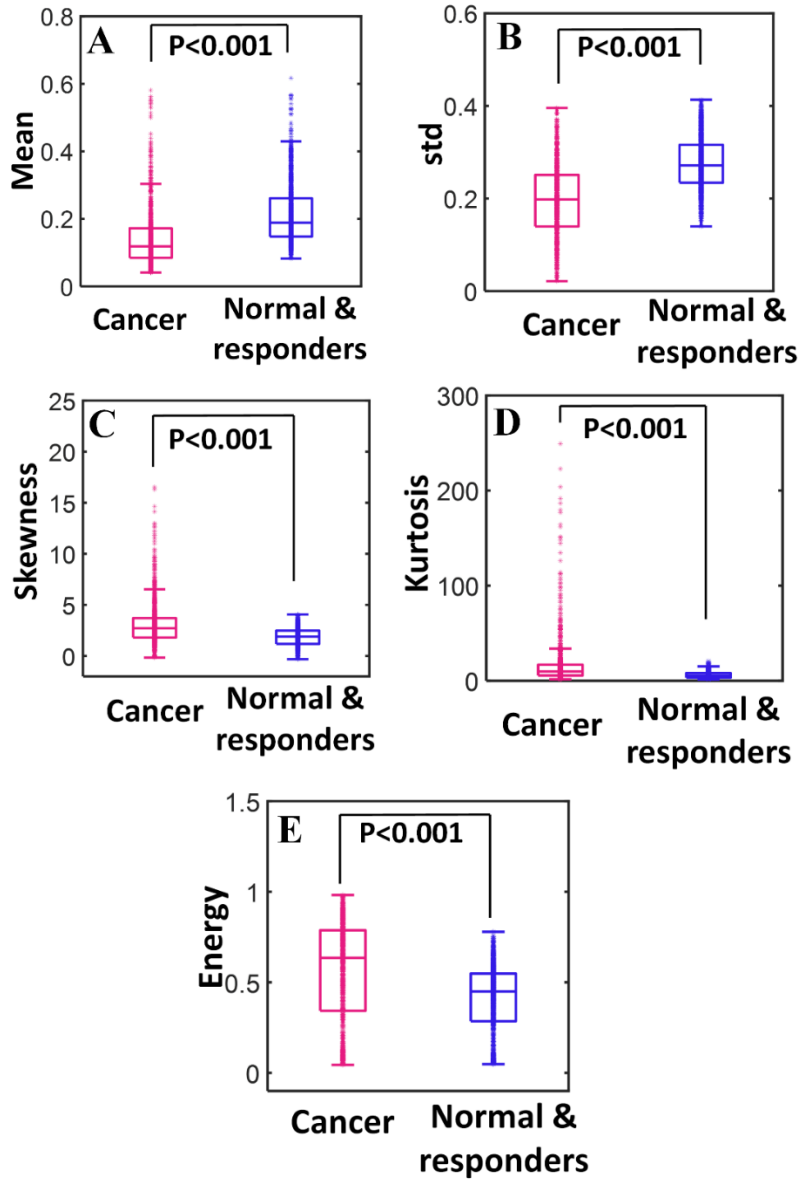 A
P<0.001
Mean
0.8
0.6
0.4
0.2
0
Cancer
Normal &
responders
B
P<0.001
std
0.6
0.4
0.2
0
Cancer
Normal &
responders
C
P<0.001
Skewness
25
20
15
10
5
0
Cancer
Normal &
responders
D
P<0.001
Kurtosis
300
200
100
0
Cancer
Normal &
responders
E
P<0.001
Energy
1.5
1
0.5
0
Cancer
Normal &
responders